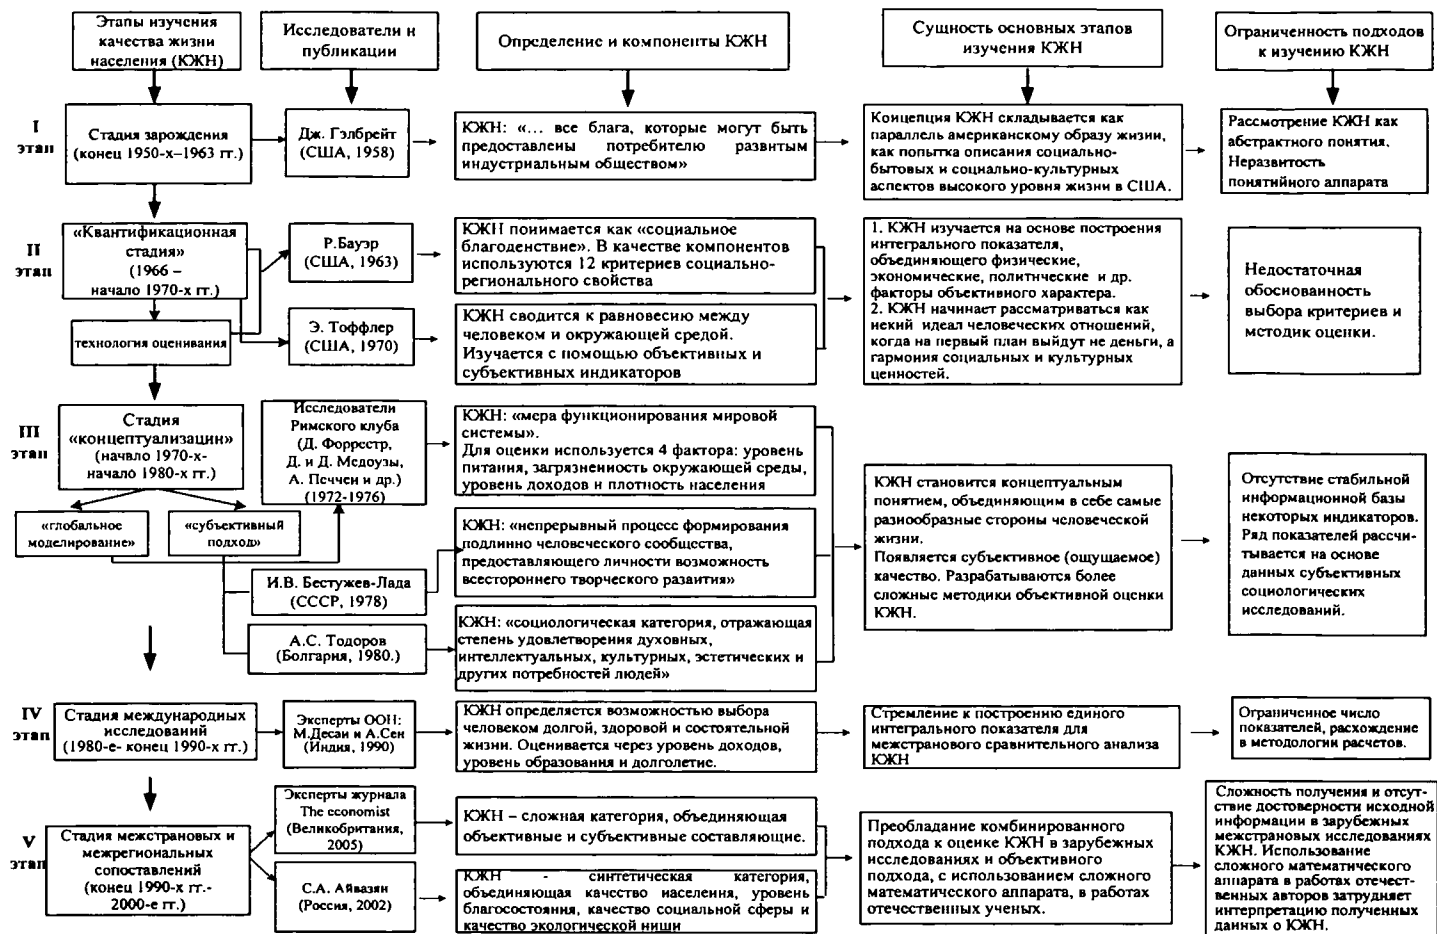 Этапы изучения
качества жизни
населения (КЖН)
Исследователи и
публикации
Определение и компоненты КЖН
Сущность основных этапов
изучения КЖН
Ограниченность подходов
к изучению КЖН
I
этап
Стадия зарождения
(конец 1950-х–1963 гг.)
Дж. Гэлбрейт
(США, 1958)
КЖН: «… все блага, которые могут быть
предоставлены потребителю развитым
индустриальным обществом»
Концепция КЖН складывается как
параллель американскому образу жизни,
как попытка описания социально-
бытовых и социально-культурных
аспектов высокого уровня жизни в США.
Рассмотрение КЖН как
абстрактного понятия.
Неразвитость
понятийного аппарата
II
этап
«Квантификационная
стадия»
(1966 –
начало 1970-х гг.)
технология оценивания
Р.Бауэр
(США, 1963)
Э. Тоффлер
(США, 1970)
КЖН понимается как «социальное
благоденствие». В качестве компонентов
используются 12 критериев социально-
регионального свойства
КЖН сводится к равновесию между
человеком и окружающей средой.
Изучается с помощью объективных и
субъективных индикаторов
1. КЖН изучается на основе построения
интегрального показателя,
объединяющего физические,
экономические, политические и др.
факторы объективного характера.
2. КЖН начинает рассматриваться как
некий идеал человеческих отношений,
когда на первый план выйдут не деньги, а
гармония социальных и культурных
ценностей.
Недостаточная
обоснованность
выбора критериев и
методик оценки.
III
этап
Стадия
«концептуализации»
(начвло 1970-х-
начало 1980-х гг.)
«глобальное
моделирование»
«субъективный
подход»
Исследователи
Римского клуба
(Д. Форрестр,
Д. и Д. Медоузы,
А. Печчеи и др.)
(1972-1976)
И.В. Бестужев-Лада
(СССР, 1978)
А.С. Тодоров
(Болгария, 1980.)
КЖН: «мера функционирования мировой
системы».
Для оценки используется 4 фактора: уровень
питания, загрязненность окружающей среды,
уровень доходов и плотность населения
КЖН: «непрерывный процесс формирования
подлинно человеческого сообщества,
предоставляющего личности возможность
всестороннего творческого развития»
КЖН: «социологическая категория, отражающая
степень удовлетворения духовных,
интеллектуальных, культурных, эстетических и
других потребностей людей»
КЖН становится концептуальным
понятием, объединяющим в себе самые
разнообразные стороны человеческой
жизни.
Появляется субъективное (ощущаемое)
качество. Разрабатываются более
сложные методики объективной оценки
КЖН.
Отсутствие стабильной
информационной базы
некоторых индикаторов.
Ряд показателей рассчи-
тывается на основе
данных субъективных
социологических
исследований.
IV
этап
Стадия международных
исследований
(1980-е- конец 1990-х гг.)
Эксперты ООН:
М.Десаи и А.Сен
(Индия, 1990)
КЖН определяется возможностью выбора
человеком долгой, здоровой и состоятельной
жизни. Оценивается через уровень доходов,
уровень образования и долголетие.
Стремление к построению единого
интегрального показателя для
межстранового сравнительного анализа
КЖН
Ограниченное число
показателей, расхождение
в методологии расчетов.
V
этап
Стадия межстрановых и
межрегиональных
сопоставлений
(конец 1990-х гг.-
2000-е гг.)
Эксперты журнала
The economist
(Великобритания,
2005)
С.А. Айвазян
(Россия, 2002)
КЖН – сложная категория, объединяющая
объективные и субъективные составляющие.
КЖН - синтетическая категория,
объединяющая качество населения, уровень
благосостояния, качество социальной сферы и
качество экологической ниши
Преобладание комбинированного
подхода к оценке КЖН в зарубежных
исследованиях и объективного
подхода, с использованием сложного
математического аппарата, в работах
отечественных ученых.
Сложность получения и отсут-
ствие достоверности исходной
информации в зарубежных
межстрановых исследованиях
КЖН. Использование
сложного математического
аппарата в работах отечест-
венных авторов затрудняет
интерпретацию полученных
данных о КЖН.